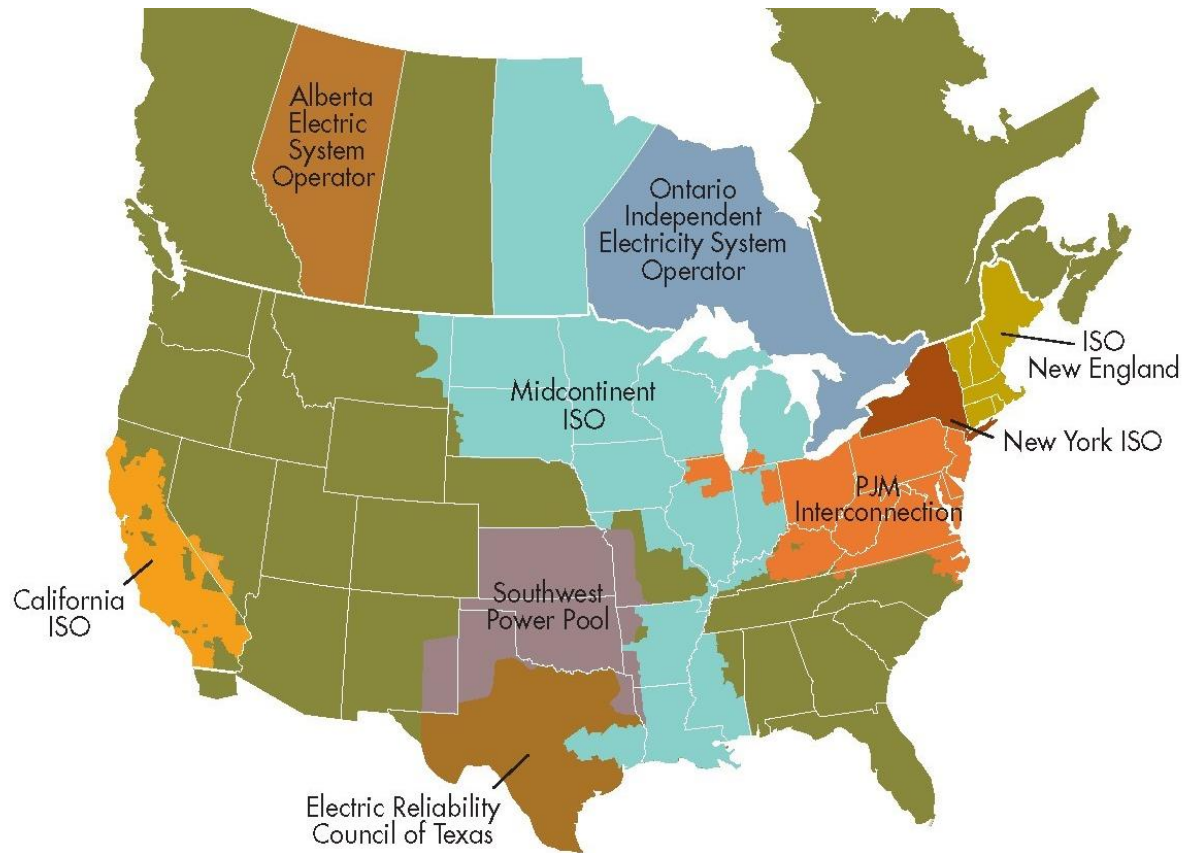 Alberta
Electric
System
Operator
Ontario
Independent
Electricity System
Operator
ISO
New England
Midcontinent
ISO
New York ISO
PJM
Interconnection
California
ISO
Southwest
Power Pool
Electric Reliability
Council of Texas